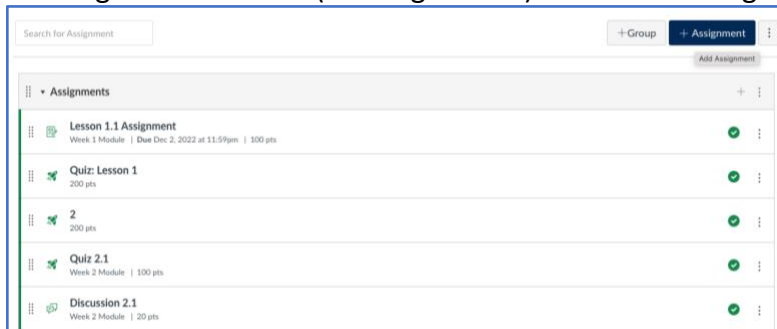 Search for Assignment
+Group
+ Assignment
Add Assignment
Assignments
Lesson 1.1 Assignment
Week 1 Module | Due Dec 2, 2022 at 11:59pm | 100 pts
Quiz: Lesson 1
200 pts
2
200 pts
Quiz 2.1
Week 2 Module | 100 pts
Discussion 2.1
Week 2 Module | 20 pts